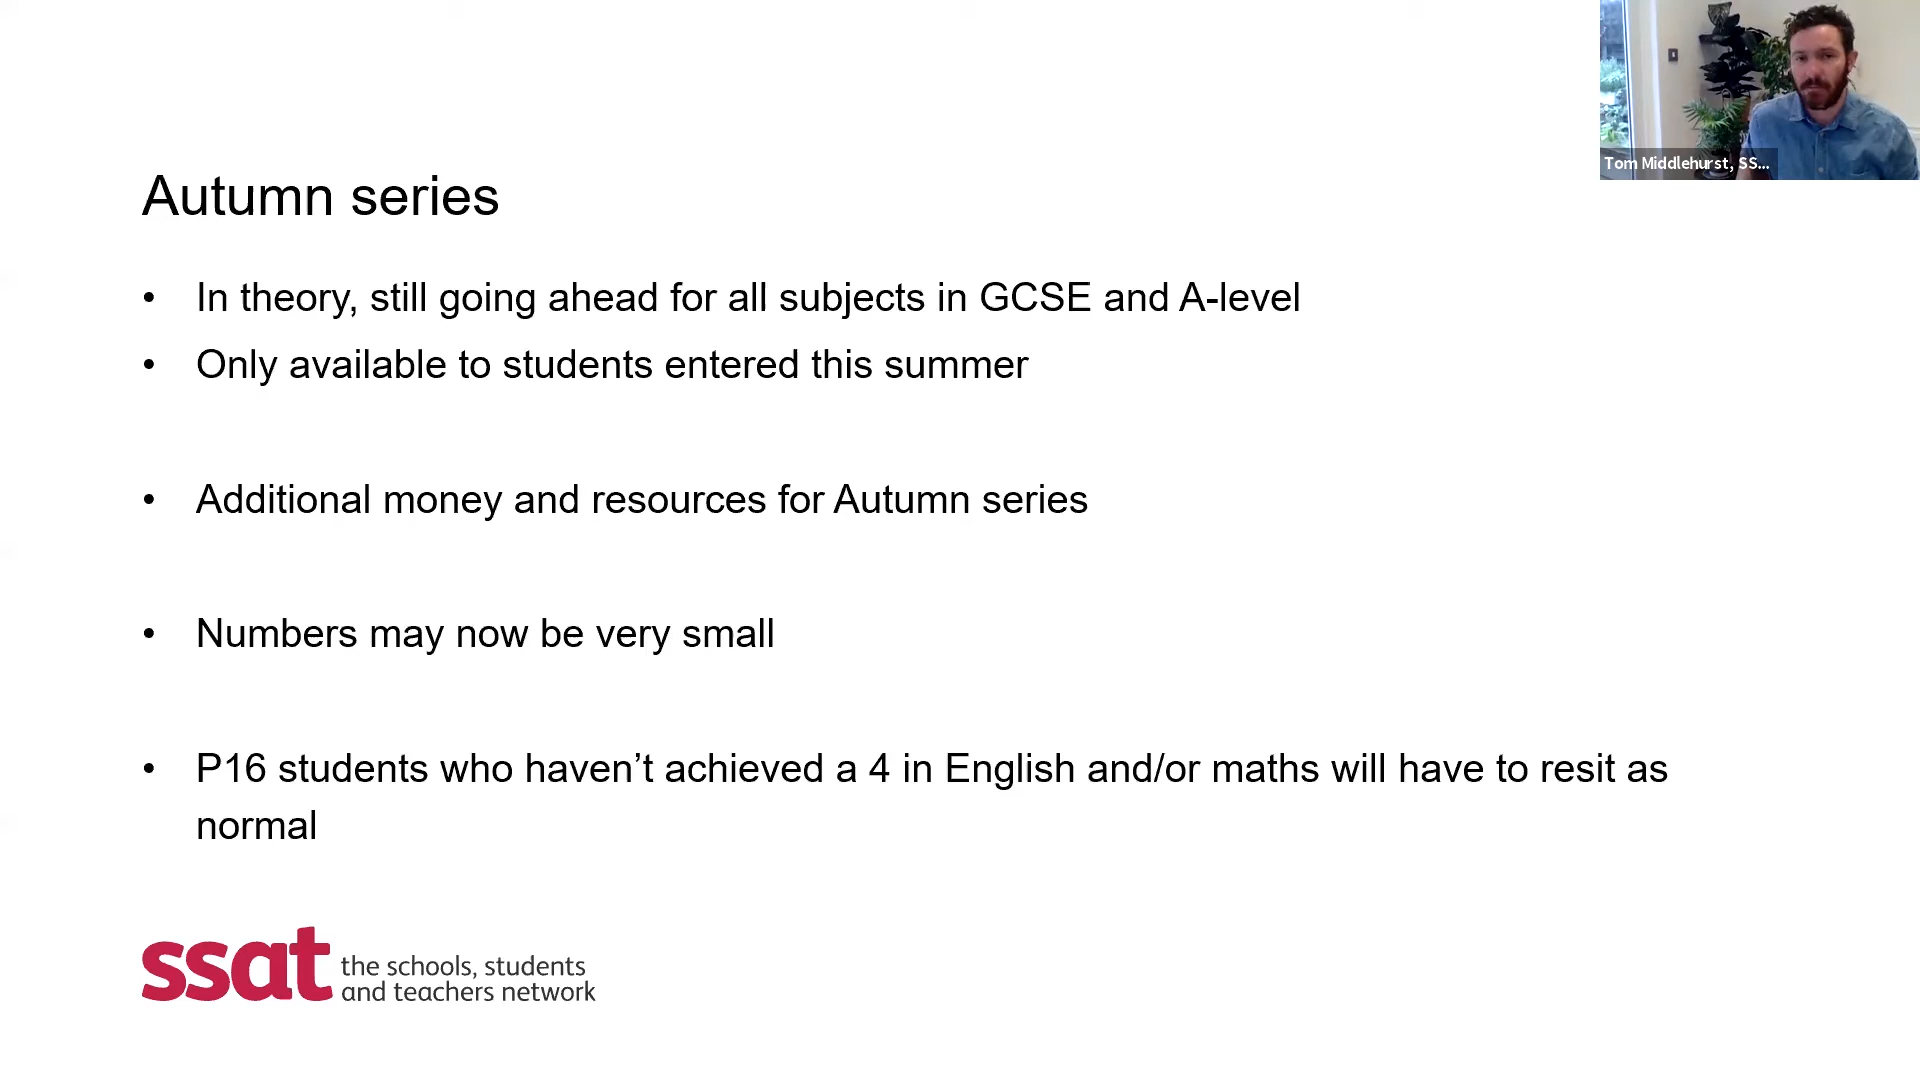 Tom Middlehurst, SS...
Autumn series
• In theory, still going ahead for all subjects in GCSE and A-level
• Only available to students entered this summer
• Additional money and resources for Autumn series
• Numbers may now be very small
• P16 students who haven’t achieved a 4 in English and/or maths will have to resit as
normal
ssat the schools, students
and teachers network